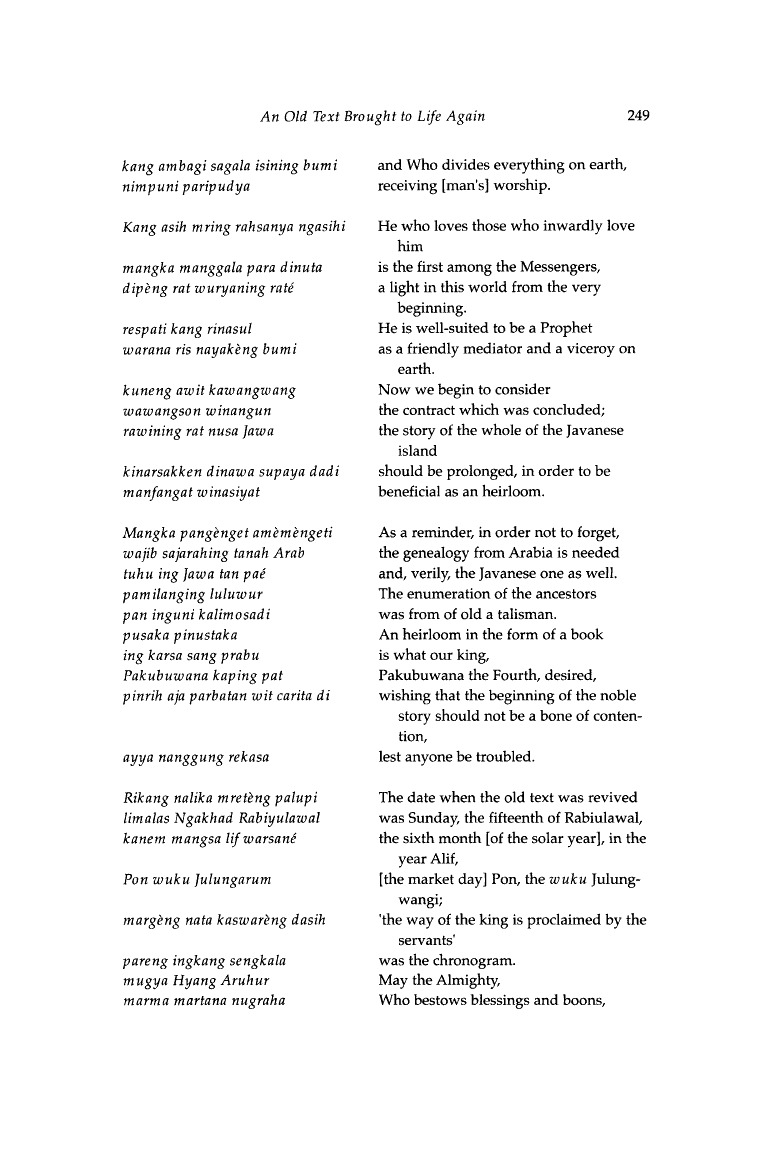 An Old Text Brought to Life Again 249
kang ambagi sagala isining bumi
nimpuni paripudya
Kang asih mring rahsanya ngasihi
mangka manggala para dinuta
dipèng rat wuryaning raté
respati kang rinasul
warana ris nayakèng bumi
kuneng awit kawangwang
wawangson winangun
rawining rat nusa Jawa
kinarsakken dinawa supaya dadi
manfangat winasiyat
Mangka pangènget amèmèngeti
wajib sajarahing tanah Arab
tuhu ing Jawa tan paé
pamilanging luluwur
pan inguni kalimosadi
pusaka pinustaka
ing karsa sang prabu
Pakubuwana kaping pat
pinrih aja parbatan wit carita di
ayya nanggung rekasa
Rikang nalika mretèng palupi
limalas Ngakhad Rabiyulawal
kanem mangsa lif warsané
Pon wuku Julungarum
margèng nata kaswarèng dasih
pareng ingkang sengkala
mugya Hyang Aruhur
marma martana nugraha
and Who divides everything on earth,
receiving [man's] worship.
He who loves those who inwardly love
him
is the first among the Messengers,
a light in this world from the very
beginning.
He is well-suited to be a Prophet
as a friendly mediator and a viceroy on
earth.
Now we begin to consider
the contract which was concluded;
the story of the whole of the Javanese
island
should be prolonged, in order to be
beneficial as an heirloom.
As a reminder, in order not to forget,
the genealogy from Arabia is needed
and, verily, the Javanese one as well.
The enumeration of the ancestors
was from of old a talisman.
An heirloom in the form of a book
is what our king,
Pakubuwana the Fourth, desired,
wishing that the beginning of the noble
story should not be a bone of conten-
tion,
lest anyone be troubled.
The date when the old text was revived
was Sunday, the fifteenth of Rabiulawal,
the sixth month [of the solar year], in the
year Alif,
[the market day] Pon, the wuku Julung-
wangi;
'the way of the king is proclaimed by the
servants'
was the chronogram.
May the Almighty,
Who bestows blessings and boons,